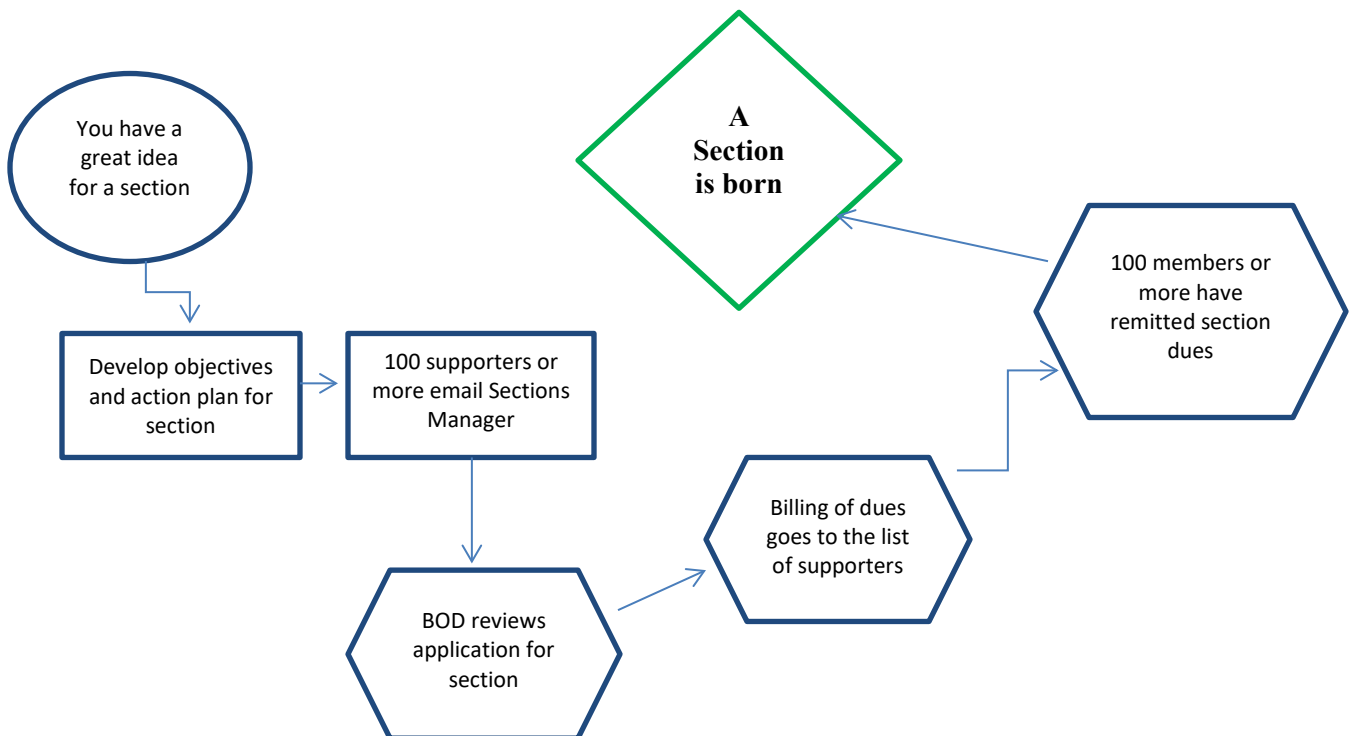 You have a
great idea
for a section
Develop objectives
and action plan for
section
100 supporters or
more email Sections
Manager
BOD reviews
application for
section
Billing of dues
goes to the list
of supporters
100 members or
more have
remitted section
dues
A
Section
is born